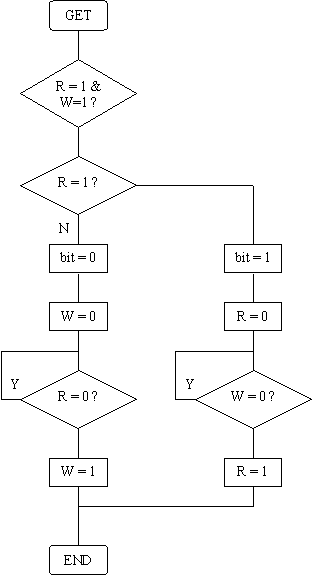 GET
R = 1 &
W=1 ?
R = 1 ?
N
bit = 0
bit = 1
W = 0
R = 0
Y
R = 0 ?
Y
W = 0 ?
W = 1
R = 1
END